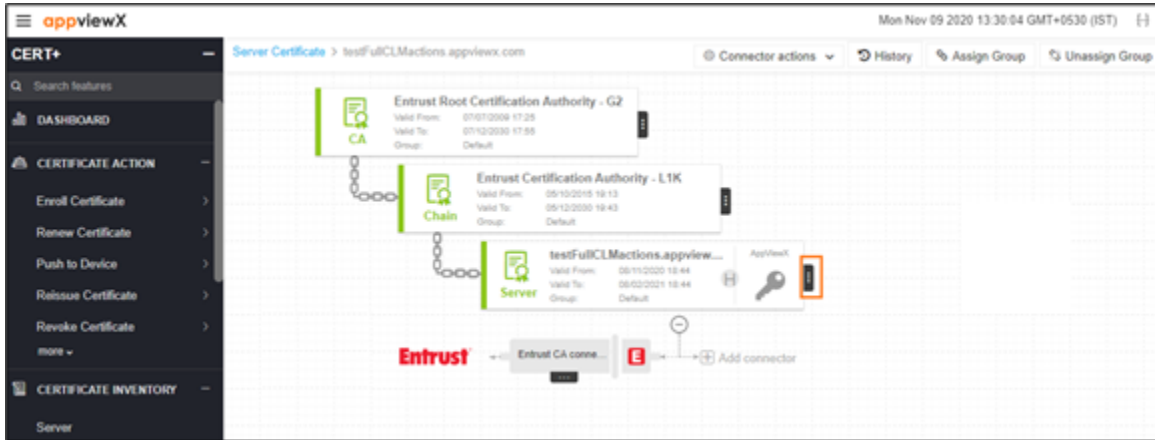 appviewX
Mon Nov 09 2020 13:30:04 GMT+0530 (IST)
CERT+
Server Certificate > testFullCLMactions.appviewx.com
Connector actions
History
Assign Group
Unassign Group
Search features
DASHBOARD
CERTIFICATE ACTION
Enroll Certificate
Renew Certificate
Push to Device
Reissue Certificate
Revoke Certificate
more
CERTIFICATE INVENTORY
Server
Entrust Root Certification Authority - G2
Valid From: 07/07/2009 17:25
Valid To: 07/12/2030 17:55
Group: Default
CA
Entrust Certification Authority - L1K
Valid From: 05/10/2015 19:13
Valid To: 05/12/2030 19:43
Group: Default
Chain
testFullCLMactions.appview....
Valid From: 08/11/2020 18:44
Valid To: 08/02/2021 18:44
Group: Default
Server
AppViewX
Entrust
Entrust CA conne...
E
Add connector